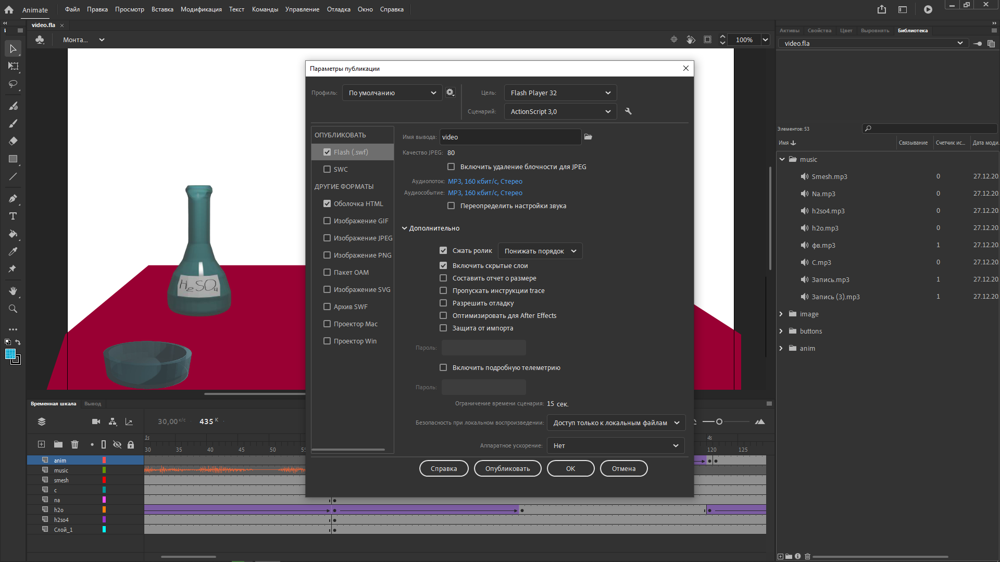 Animate
Файл Правка Просмотр Вставка Модификация Текст Команды Управление Отладка Окно Справка
video.fla
Монта...
100%
Активы Свойства Цвет Выровнять Библиотека
video.fla
Элементов: 53
Имя Связывание Счетчик ис... Дата моди.
music
Smesh.mp3 0 27.12.20
Na.mp3 0 27.12.20
h2so4.mp3 0 27.12.20
h2o.mp3 0 27.12.20
фв.mp3 1 27.12.20
C.mp3 0 27.12.20
Запись.mp3 1 27.12.20
Запись (3).mp3 1 27.12.20
image
buttons
anim
Параметры публикации
Профиль: По умолчанию
Цель: Flash Player 32
Сценарий: ActionScript 3,0
ОПУБЛИКОВАТЬ
Flash (.swf)
SWC
ДРУГИЕ ФОРМАТЫ
Оболочка HTML
Изображение GIF
Изображение JPEG
Изображение PNG
Пакет OAM
Изображение SVG
Архив SWF
Проектор Mac
Проектор Win
Имя вывода: video
Качество JPEG: 80
Включить удаление блочности для JPEG
Аудиопоток: MP3, 160 кбит/с, Стерео
Аудиособытие: MP3, 160 кбит/с, Стерео
Переопределить настройки звука
Дополнительно
Сжать ролик Понижать порядок
Включить скрытые слои
Составить отчет о размере
Пропускать инструкции trace
Разрешить отладку
Оптимизировать для After Effects
Защита от импорта
Пароль:
Включить подробную телеметрию
Пароль:
Ограничение времени сценария: 15 сек.
Безопасность при локальном воспроизведении: Доступ только к локальным файлам
Аппаратное ускорение: Нет
Справка Опубликовать ОК Отмена
H2SO4
Временная шкала Вывод
30,00 к/с 435 К
1s 4s
30 35 40 45 50 120 125
anim
music
smesh
c
na
h2o
h2so4
Слой_1